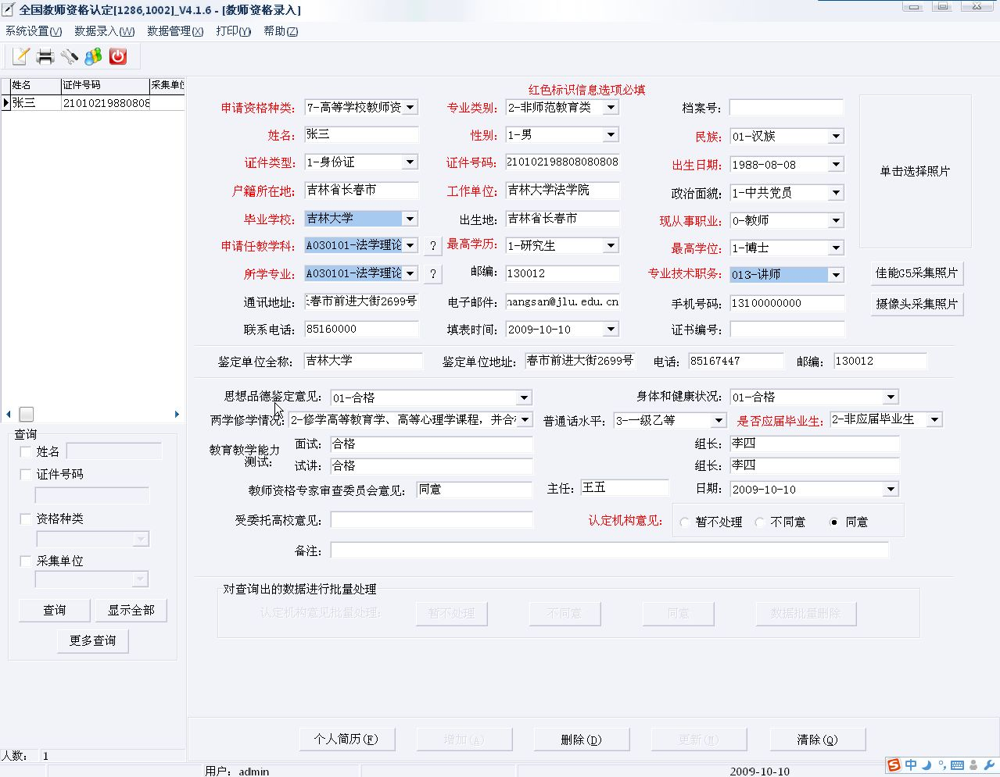 全国教师资格认定[1286,1002]_V4.1.6 - [教师资格录入]
系统设置(V) 数据录入(W) 数据管理(X) 打印(Y) 帮助(Z)
姓名 证件号码 采集单位
张三 21010219880808
红色标识信息选项必填
申请资格种类: 7-高等学校教师资 专业类别: 2-非师范教育类 档案号:
姓名: 张三 性别: 1-男 民族: 01-汉族
证件类型: 1-身份证 证件号码: 210102198808080808 出生日期: 1988-08-08
户籍所在地: 吉林省长春市 工作单位: 吉林大学法学院 政治面貌: 1-中共党员
单击选择照片
毕业学校: 吉林大学 出生地: 吉林省长春市 现从事职业: 0-教师
申请任教学科: A030101-法学理论 ? 最高学历: 1-研究生 最高学位: 1-博士
所学专业: A030101-法学理论 ? 邮编: 130012 专业技术职务: 013-讲师
佳能G5采集照片
通讯地址: 春市前进大街2699号 电子邮件: hangsan@jlu.edu.cn 手机号码: 13100000000
摄像头采集照片
联系电话: 85160000 填表时间: 2009-10-10 证书编号:
鉴定单位全称: 吉林大学 鉴定单位地址: 春市前进大街2699号 电话: 85167447 邮编: 130012
思想品德鉴定意见: 01-合格 身体和健康状况: 01-合格
两学修学情况: 2-修学高等教育学、高等心理学课程，并合格 普通话水平: 3-一级乙等 是否应届毕业生: 2-非应届毕业生
教育教学能力测试: 面试: 合格 组长: 李四
试讲: 合格 组长: 李四
教师资格专家审查委员会意见: 同意 主任: 王五 日期: 2009-10-10
受委托高校意见: 认定机构意见: 暂不处理 不同意 同意
备注:
对查询出的数据进行批量处理
认定机构意见批量处理: 暂不处理 不同意 同意 数据批量删除
查询
姓名
证件号码
资格种类
采集单位
查询 显示全部
更多查询
个人简历(F) 增加(A) 删除(D) 更新(M) 清除(Q)
人数: 1
用户: admin 2009-10-10
中